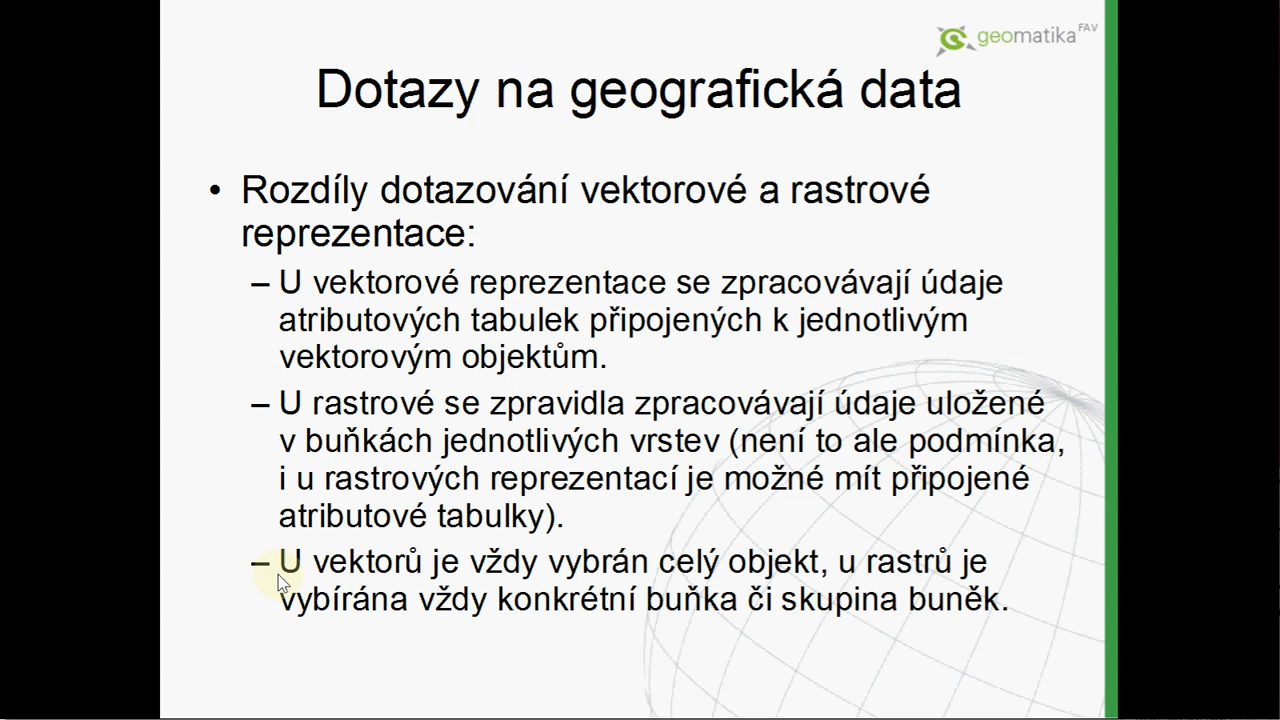 geomatika FAV
Dotazy na geografická data
• Rozdíly dotazování vektorové a rastrové
reprezentace:
– U vektorové reprezentace se zpracovávají údaje
atributových tabulek připojených k jednotlivým
vektorovým objektům.
– U rastrové se zpravidla zpracovávají údaje uložené
v buňkách jednotlivých vrstev (není to ale podmínka,
i u rastrových reprezentací je možné mít připojené
atributové tabulky).
– U vektorů je vždy vybrán celý objekt, u rastrů je
vybírána vždy konkrétní buňka či skupina buněk.